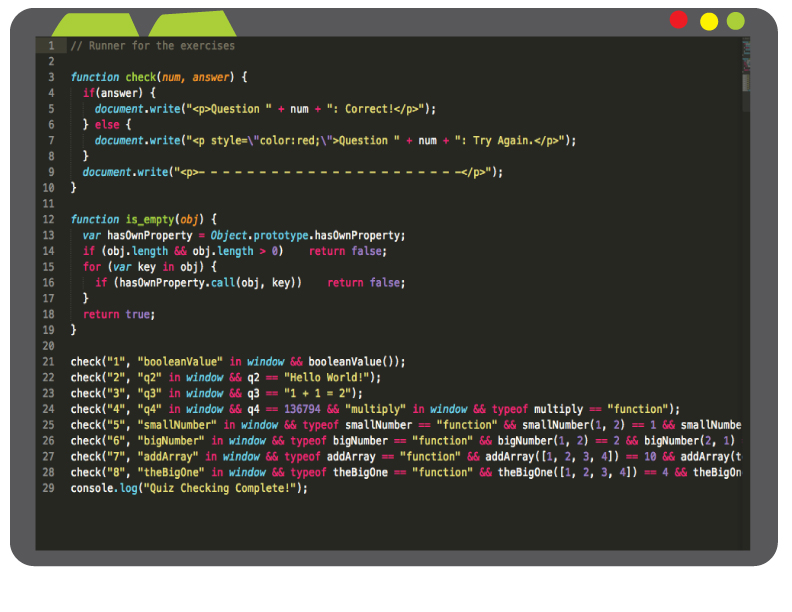 1 // Runner for the exercises
2
3 function check(num, answer) {
4 if(answer) {
5 document.write("<p>Question " + num + ": Correct!</p>");
6 } else {
7 document.write("<p style=\"color:red;\">Question " + num + ": Try Again.</p>");
8 }
9 document.write("<p>- - - - - - - - - - - - - - - - - - - - - -</p>");
10 }
11
12 function is_empty(obj) {
13 var hasOwnProperty = Object.prototype.hasOwnProperty;
14 if (obj.length && obj.length > 0) return false;
15 for (var key in obj) {
16 if (hasOwnProperty.call(obj, key)) return false;
17 }
18 return true;
19 }
20
21 check("1", "booleanValue" in window && booleanValue());
22 check("2", "q2" in window && q2 == "Hello World!");
23 check("3", "q3" in window && q3 == "1 + 1 = 2");
24 check("4", "q4" in window && q4 == 136794 && "multiply" in window && typeof multiply == "function");
25 check("5", "smallNumber" in window && typeof smallNumber == "function" && smallNumber(1, 2) == 1 && smallNumbe
26 check("6", "bigNumber" in window && typeof bigNumber == "function" && bigNumber(1, 2) == 2 && bigNumber(2, 1)
27 check("7", "addArray" in window && typeof addArray == "function" && addArray([1, 2, 3, 4]) == 10 && addArray(t
28 check("8", "theBigOne" in window && typeof theBigOne == "function" && theBigOne([1, 2, 3, 4]) == 4 && theBigOn
29 console.log("Quiz Checking Complete!");